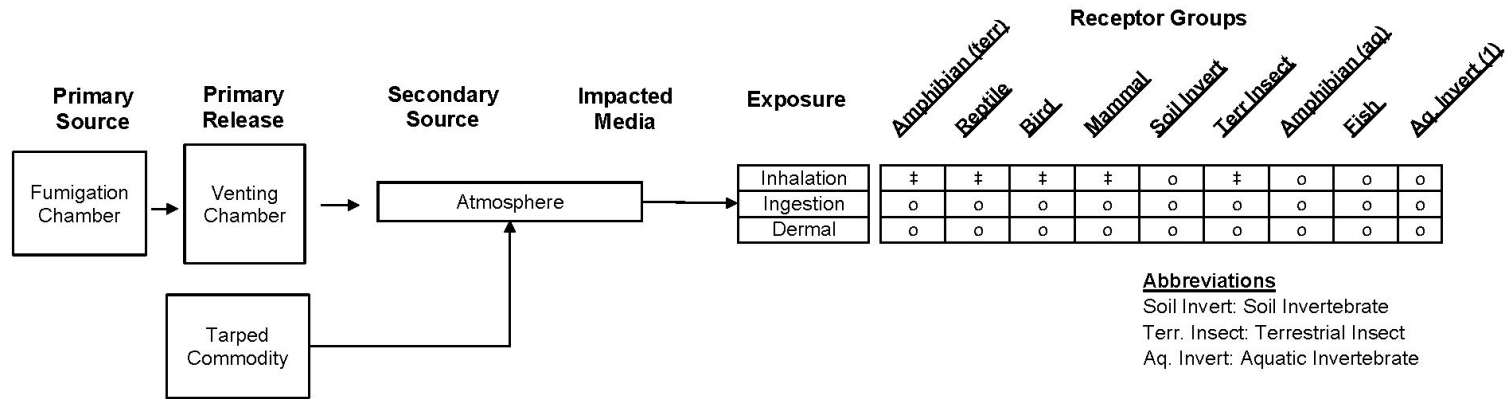 Receptor Groups
Primary
Source
Primary
Release
Secondary
Source
Impacted
Media
Exposure
Amphibian (terr)
Reptile
Bird
Mammal
Soil Invert
Terr Insect
Amphibian (aq)
Fish
Aq. Invert (1)
Fumigation
Chamber
Venting
Chamber
Atmosphere
Tarped
Commodity
Inhalation ‡ ‡ ‡ ‡ o ‡ o o o
Ingestion o o o o o o o o o
Dermal o o o o o o o o o
Abbreviations
Soil Invert: Soil Invertebrate
Terr. Insect: Terrestrial Insect
Aq. Invert: Aquatic Invertebrate